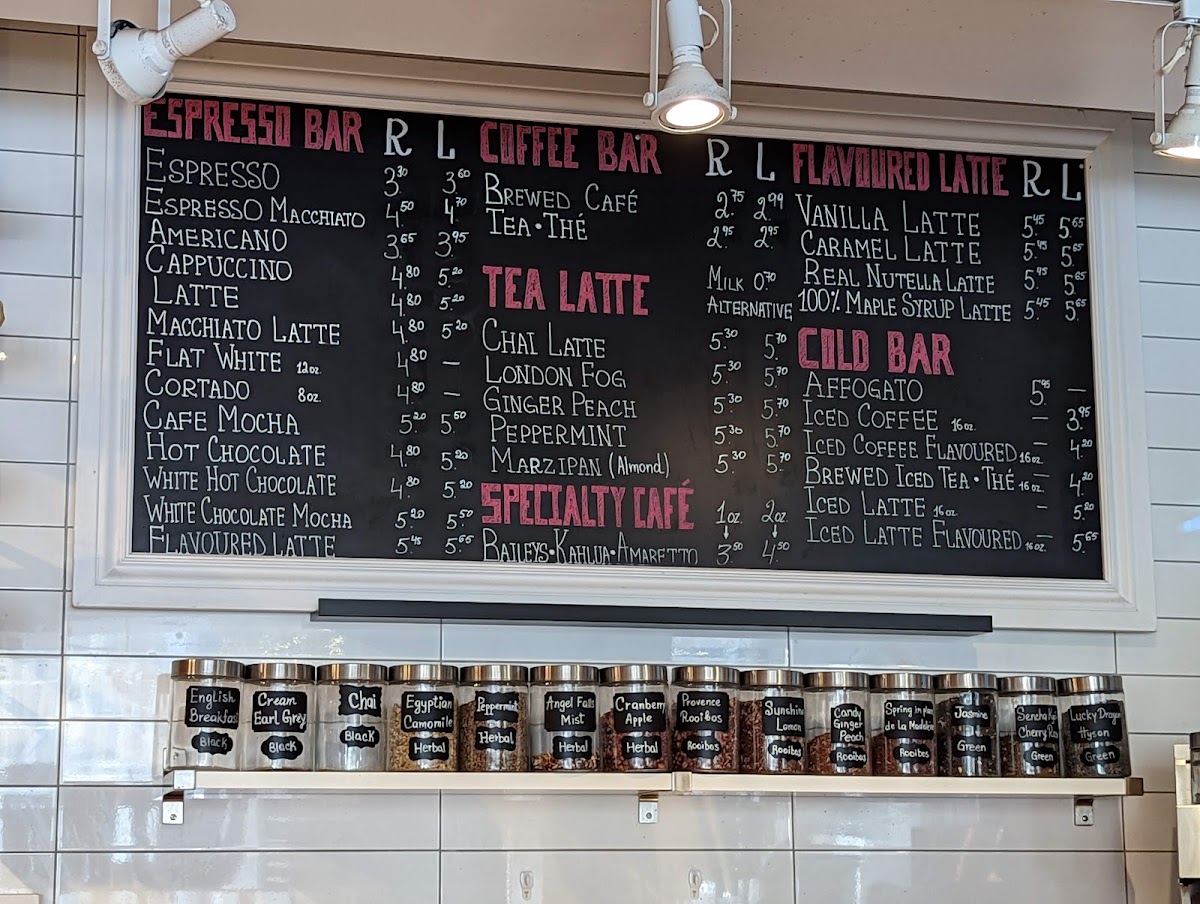 ESPRESSO BAR R L
ESPRESSO 3.30 3.60
ESPRESSO MACCHIATO 4.50 4.70
AMERICANO 3.65 3.95
CAPPUCCINO 4.80 5.20
LATTE 4.80 5.20
MACCHIATO LATTE 4.80 5.20
FLAT WHITE 12oz. 4.80 —
CORTADO 8oz. 4.80 —
CAFE MOCHA 5.20 5.50
HOT CHOCOLATE 4.80 5.20
WHITE HOT CHOCOLATE 4.80 5.20
WHITE CHOCOLATE MOCHA 5.20 5.50
FLAVOURED LATTE 5.45 5.65
COFFEE BAR R L
BREWED CAFÉ 2.75 2.99
TEA • THÉ 2.95 2.95
TEA LATTE
MILK 0.70
ALTERNATIVE
CHAI LATTE 5.30 5.70
LONDON FOG 5.30 5.70
GINGER PEACH 5.30 5.70
PEPPERMINT 5.30 5.70
MARZIPAN (Almond) 5.30 5.70
SPECIALTY CAFÉ 1oz. 2oz.
BAILEYS • KAHLUA • AMARETTO 3.50 4.50
FLAVOURED LATTE R L
VANILLA LATTE 5.45 5.65
CARAMEL LATTE 5.45 5.65
REAL NUTELLA LATTE 5.45 5.65
100% MAPLE SYRUP LATTE 5.45 5.65
COLD BAR
AFFOGATO 5.95 —
ICED COFFEE 16oz. — 3.95
ICED COFFEE FLAVOURED 16oz. — 4.20
BREWED ICED TEA • THÉ 16oz. — 4.20
ICED LATTE 16oz. — 5.20
ICED LATTE FLAVOURED 16oz. — 5.65
English
Breakfast
Black
Cream
Earl Grey
Black
Chai
Black
Egyptian
Camomile
Herbal
Peppermint
Herbal
Angel Falls
Mist
Herbal
Cranberry
Apple
Herbal
Provence
Rooibos
Rooibos
Sunshine
Lemon
Rooibos
Candy
Ginger
Peach
Rooibos
Spring in
de la Madeleine
Rooibos
Jasmine
Green
Sencha
Cherry
Green
Lucky Dragon
Hyson
Green